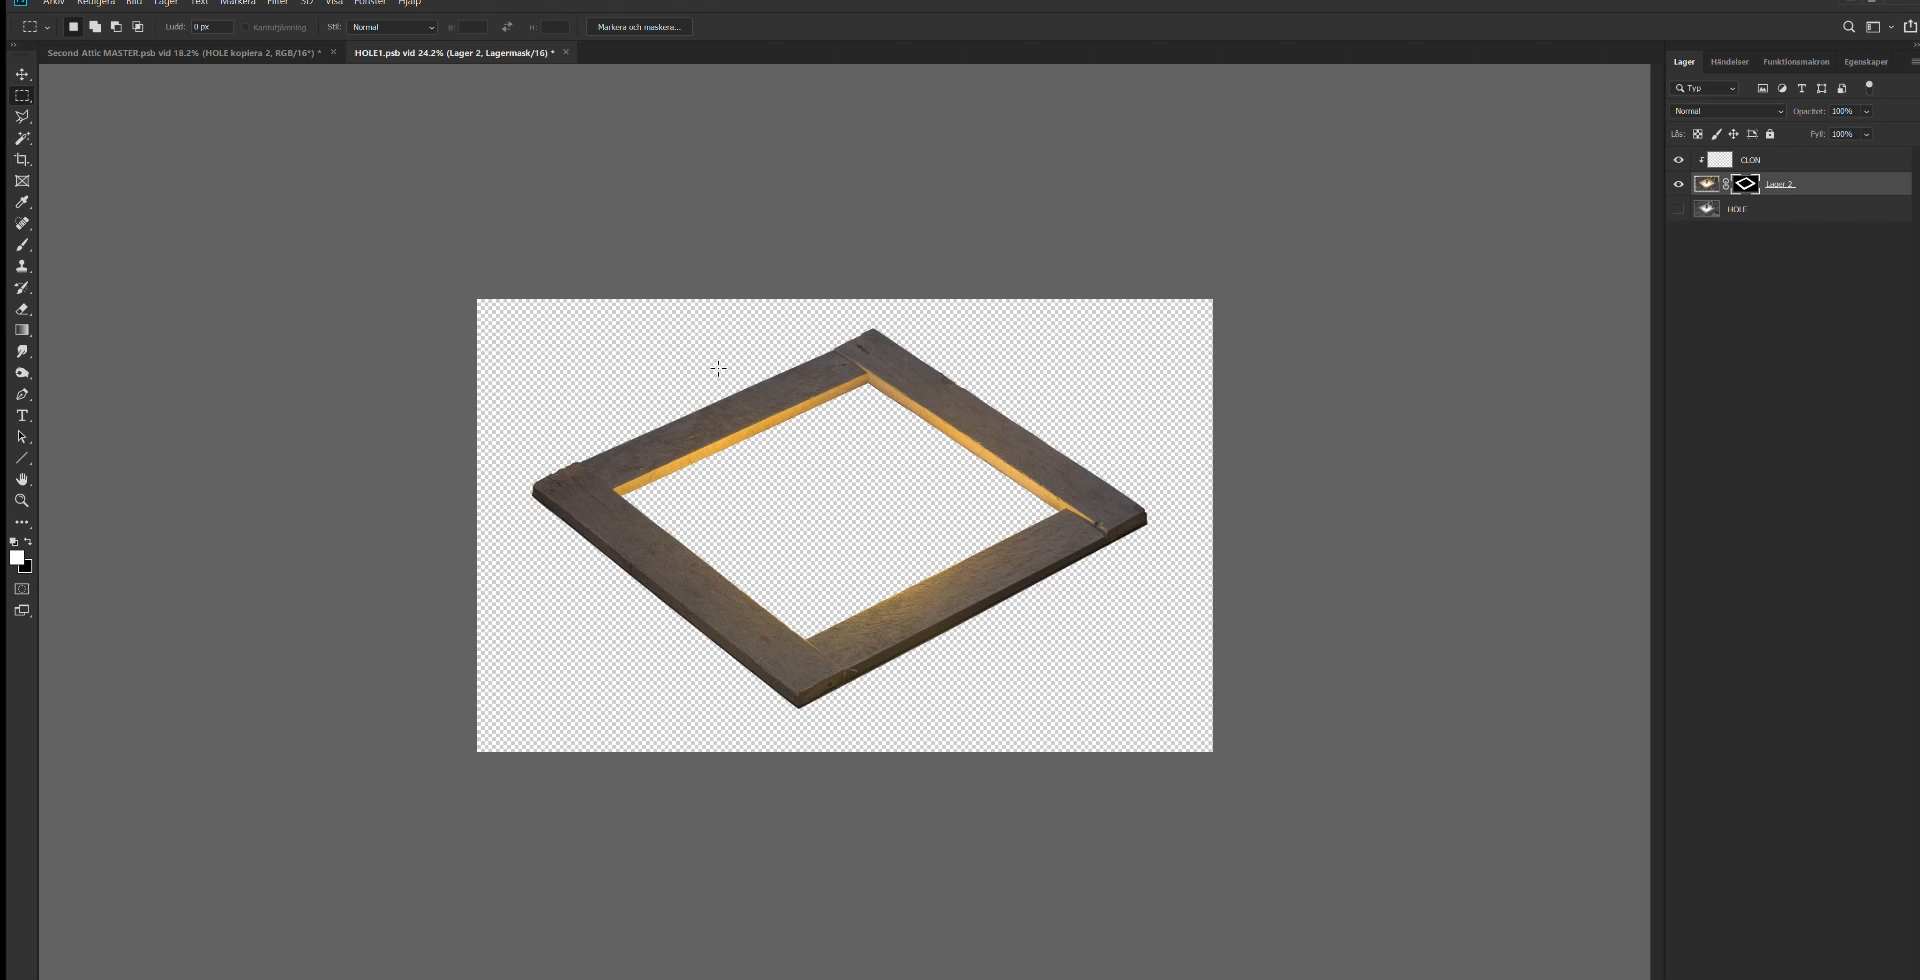 Arkiv Redigera Bild Lager Text Markera Filter 3D Visa Fönster Hjälp
Ludd: 0 px Kantutjämning Stil: Normal B: H: Markera och maskera...
Second Attic MASTER.psb vid 18.2% (HOLE kopiera 2, RGB/16*) * × HOLE1.psb vid 24.2% (Lager 2, Lagermask/16) * ×
Lager Händelser Funktionsmakron Egenskaper
Typ
Normal Opacitet: 100%
Lås: Fyll: 100%
CLON
Lager 2
HOLE